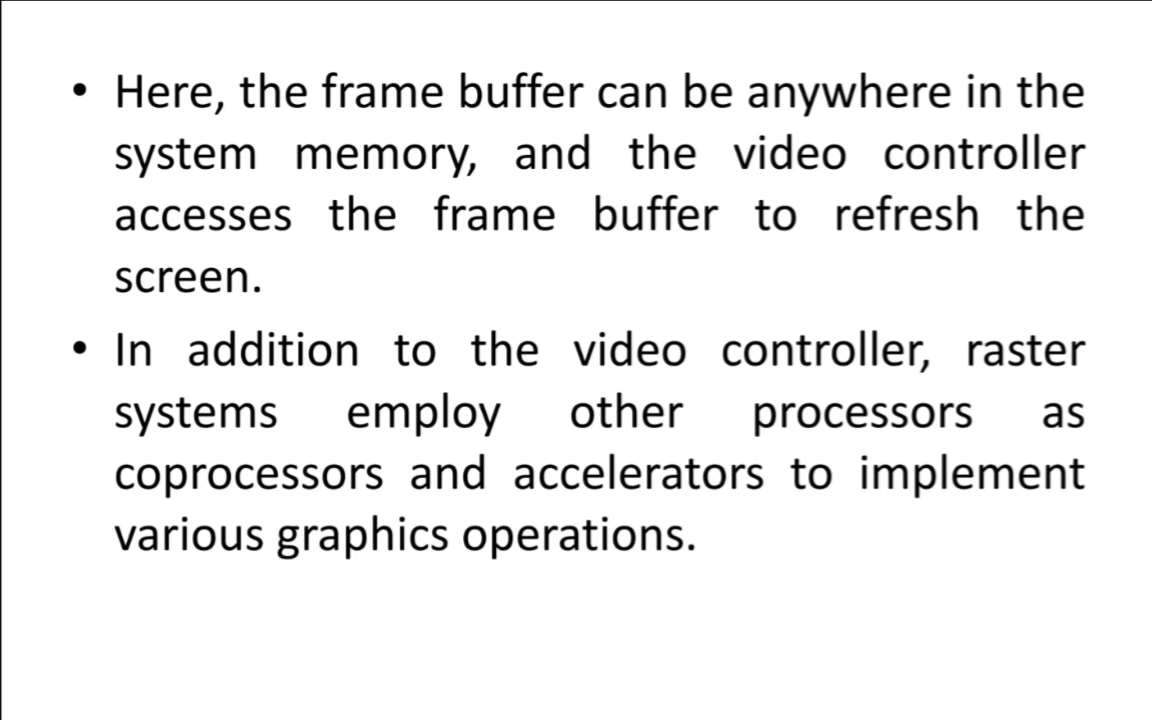 • Here, the frame buffer can be anywhere in the
system memory, and the video controller
accesses the frame buffer to refresh the
screen.
• In addition to the video controller, raster
systems employ other processors as
coprocessors and accelerators to implement
various graphics operations.